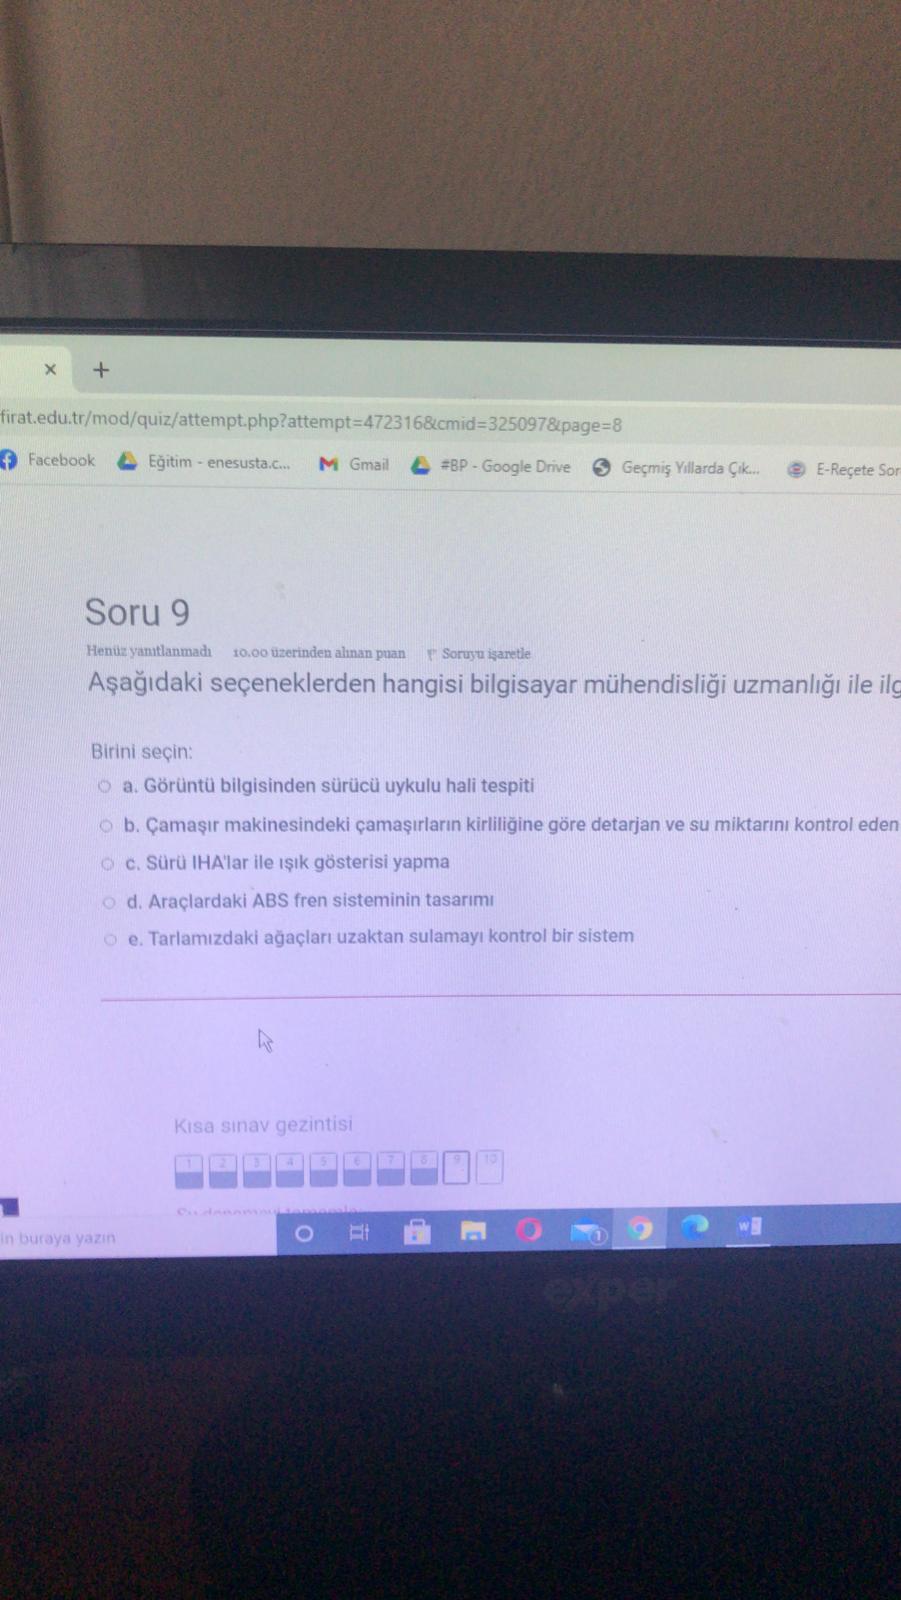 firat.edu.tr/mod/quiz/attempt.php?attempt=472316&cmid=325097&page=8
Facebook Eğitim - enesusta.c... Gmail #BP - Google Drive Geçmiş Yıllarda Çık... E-Reçete Sor
Soru 9
Henüz yanıtlanmadı 10,00 üzerinden alınan puan Soruyu işaretle
Aşağıdaki seçeneklerden hangisi bilgisayar mühendisliği uzmanlığı ile ilg
Birini seçin:
a. Görüntü bilgisinden sürücü uykulu hali tespiti
b. Çamaşır makinesindeki çamaşırların kirliliğine göre detarjan ve su miktarını kontrol eden
c. Sürü IHA'lar ile ışık gösterisi yapma
d. Araçlardaki ABS fren sisteminin tasarımı
e. Tarlamızdaki ağaçları uzaktan sulamayı kontrol bir sistem
Kısa sınav gezintisi
1 2 3 4 5 6 7 8 9 10
in buraya yazın
1
W
exper